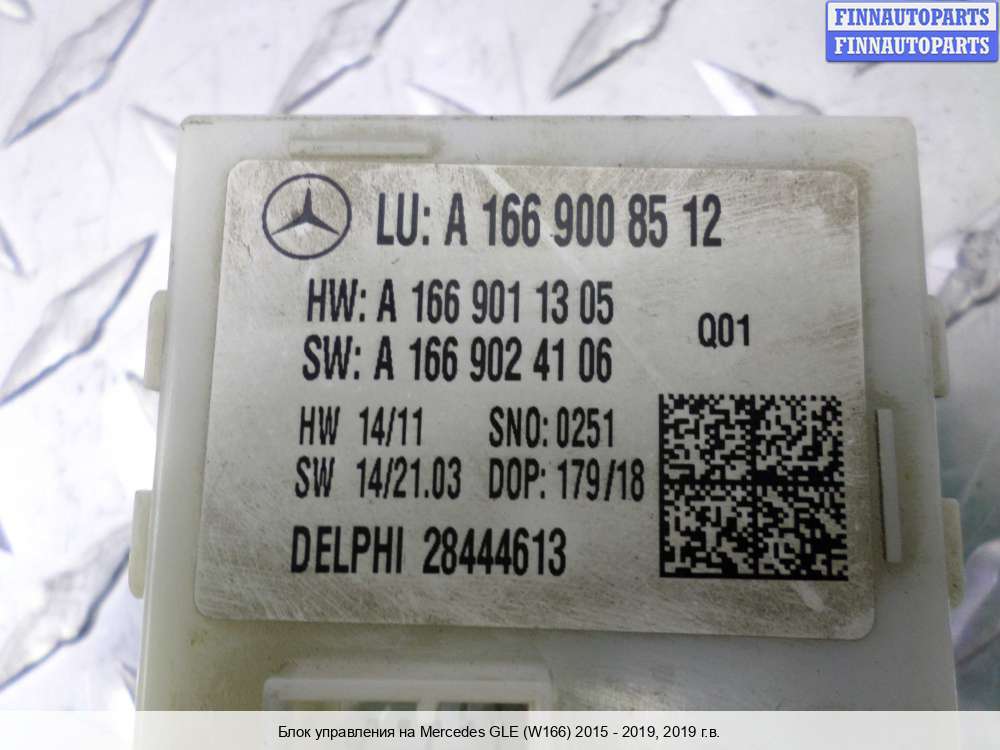 FINNAUTOPARTS
FINNAUTOPARTS
LU: A 166 900 85 12
HW: A 166 901 13 05
SW: A 166 902 41 06
Q01
HW 14/11 SNO: 0251
SW 14/21.03 DOP: 179/18
DELPHI 28444613
Блок управления на Mercedes GLE (W166) 2015 - 2019, 2019 г.в.